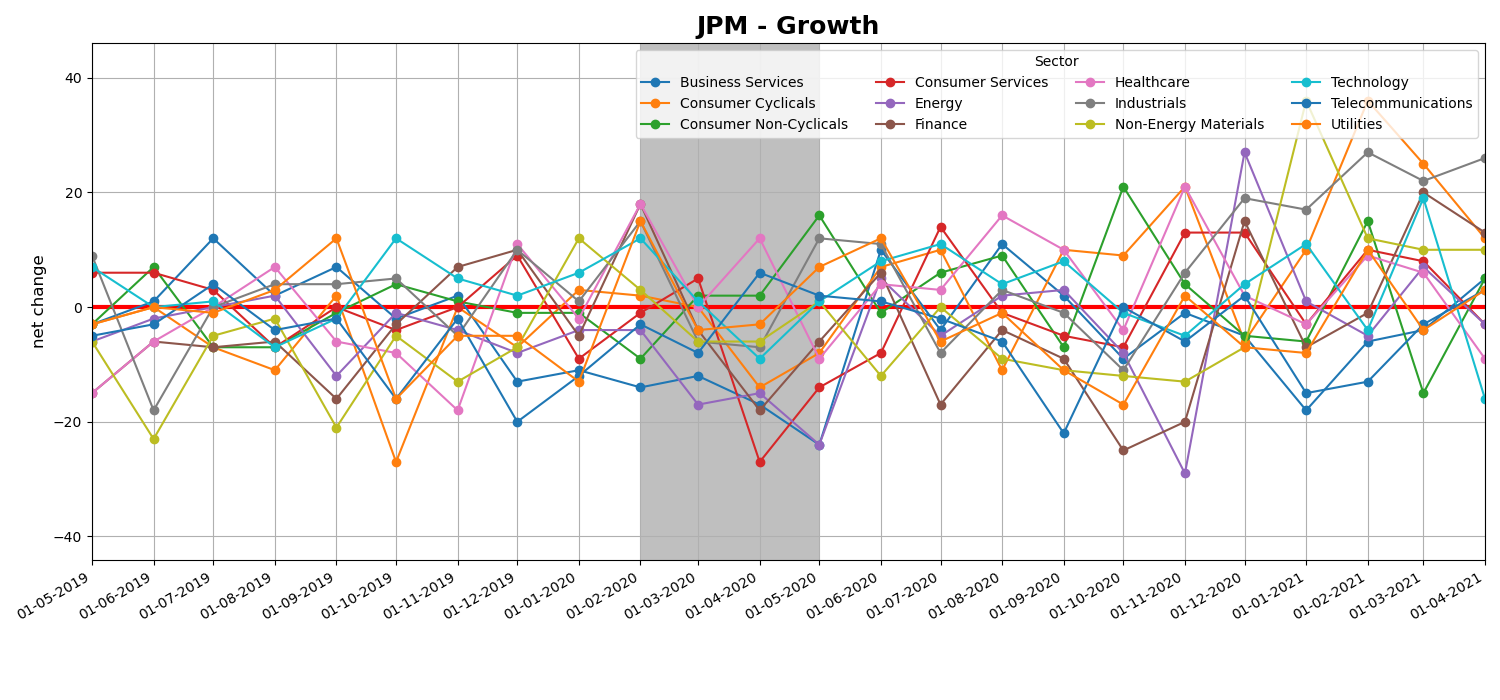 JPM - Growth
net change
40
20
0
−20
−40
Sector
Business Services
Consumer Cyclicals
Consumer Non-Cyclicals
Consumer Services
Energy
Finance
Healthcare
Industrials
Non-Energy Materials
Technology
Telecommunications
Utilities
01-05-2019
01-06-2019
01-07-2019
01-08-2019
01-09-2019
01-10-2019
01-11-2019
01-12-2019
01-01-2020
01-02-2020
01-03-2020
01-04-2020
01-05-2020
01-06-2020
01-07-2020
01-08-2020
01-09-2020
01-10-2020
01-11-2020
01-12-2020
01-01-2021
01-02-2021
01-03-2021
01-04-2021